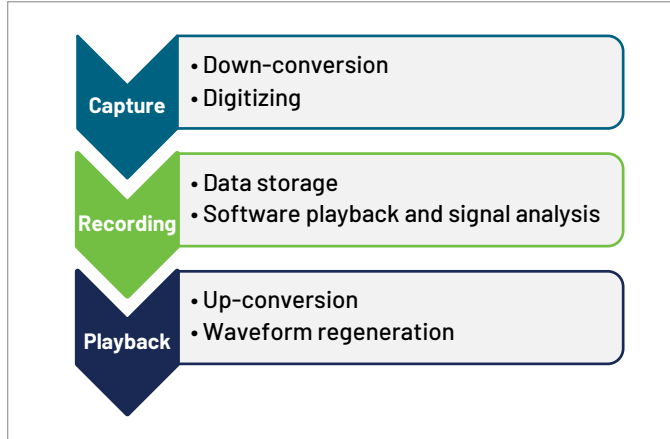 Capture
• Down-conversion
• Digitizing
Recording
• Data storage
• Software playback and signal analysis
Playback
• Up-conversion
• Waveform regeneration